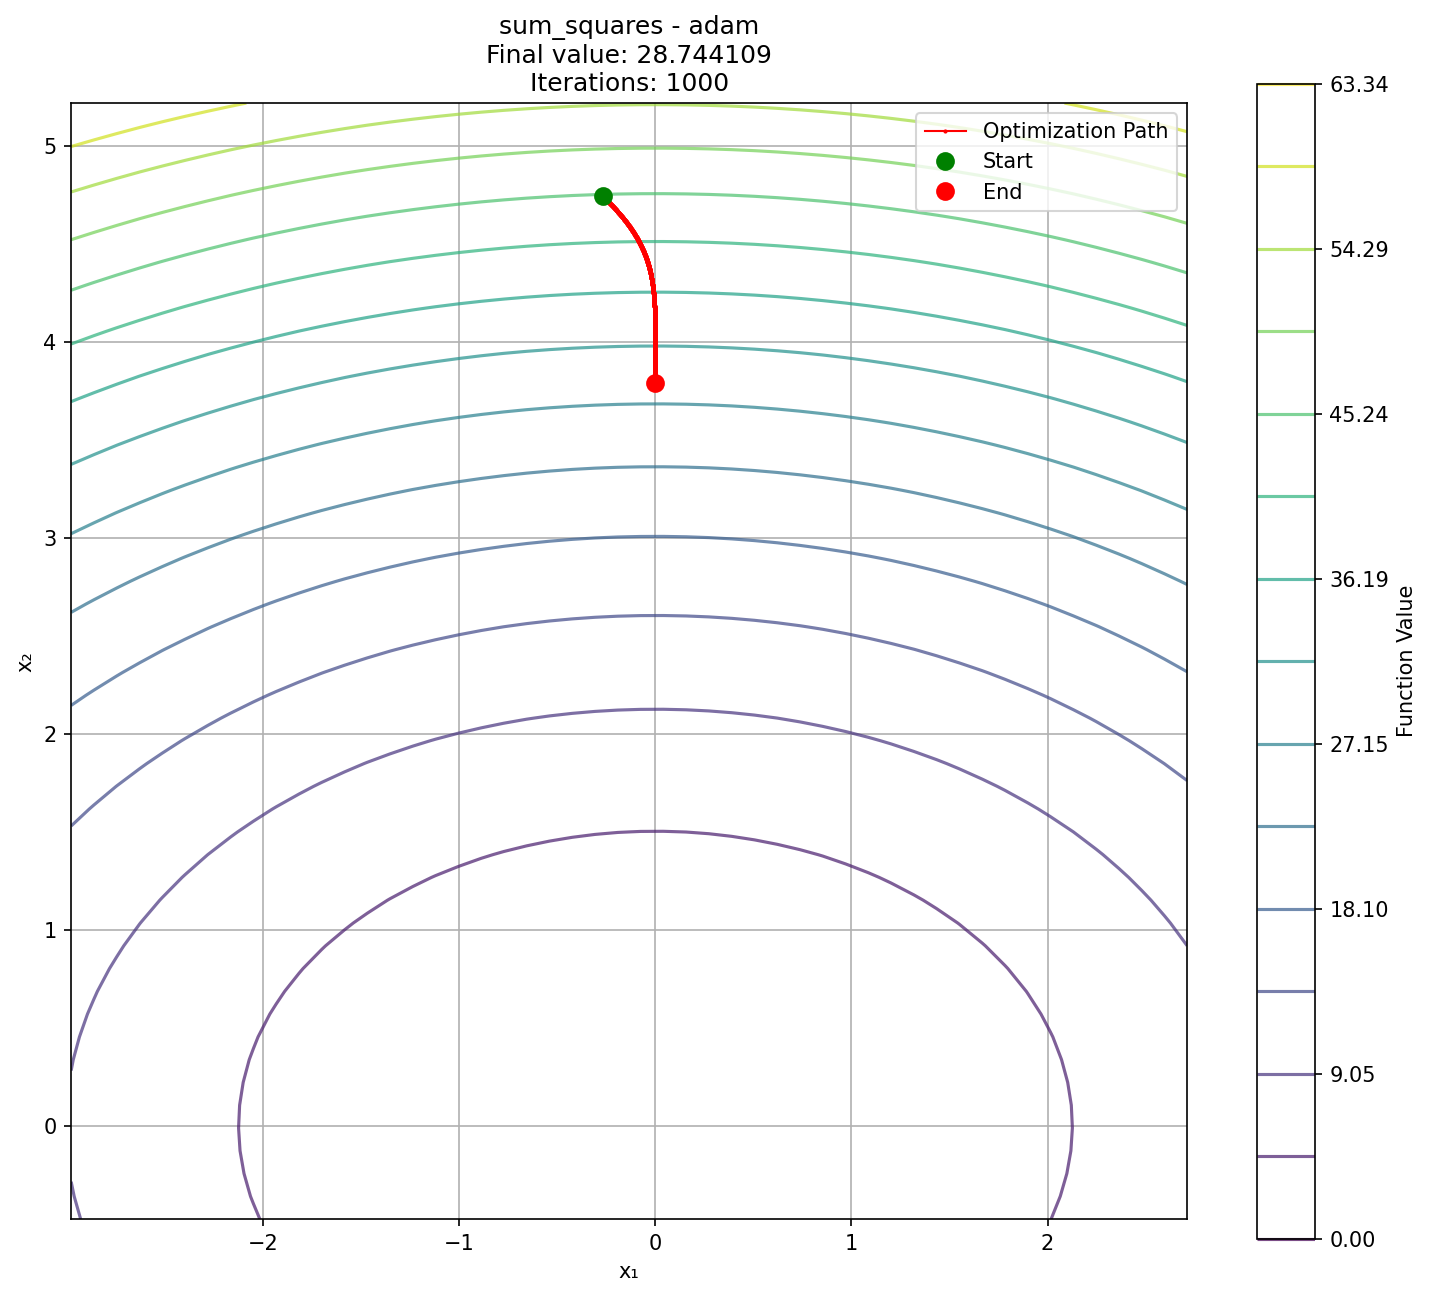 sum_squares - adam
Final value: 28.744109
Iterations: 1000
Optimization Path
Start
End
5
4
3
2
1
0
x₂
−2
−1
0
1
2
x₁
63.34
54.29
45.24
36.19
27.15
18.10
9.05
0.00
Function Value